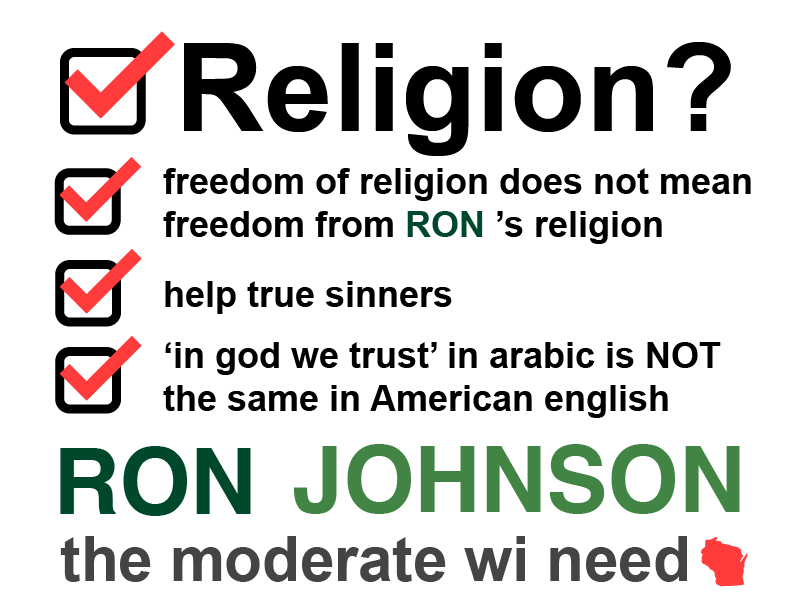 Religion?
freedom of religion does not mean
freedom from RON ’s religion
help true sinners
‘in god we trust’ in arabic is NOT
the same in American english
RON JOHNSON
the moderate wi need